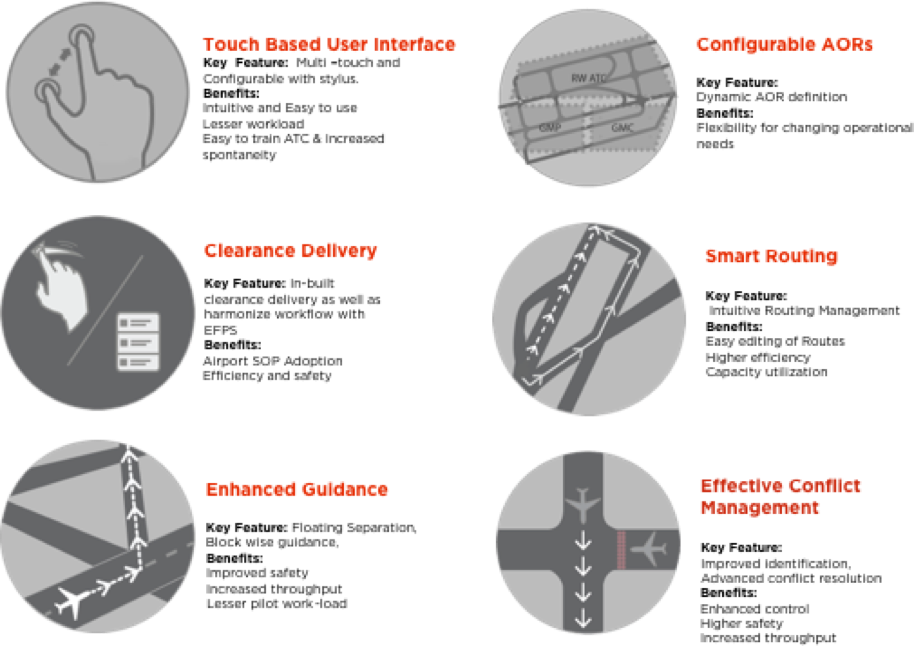 Touch Based User Interface
Key Feature: Multi –touch and
Configurable with stylus.
Benefits:
Intuitive and Easy to use
Lesser workload
Easy to train ATC & Increased
spontaneity
Configurable AORs
Key Feature:
Dynamic AOR definition
Benefits:
Flexibility for changing operational
needs
RW ATC
GMP
GMC
Clearance Delivery
Key Feature: In-built
clearance delivery as well as
harmonize workflow with
EFPS
Benefits:
Airport SOP Adoption
Efficiency and safety
Smart Routing
Key Feature:
Intuitive Routing Management
Benefits:
Easy editing of Routes
Higher efficiency
Capacity utilization
Enhanced Guidance
Key Feature: Floating Separation,
Block wise guidance,
Benefits:
Improved safety
Increased throughput
Lesser pilot work-load
Effective Conflict
Management
Key Feature:
Improved identification,
Advanced conflict resolution
Benefits:
Enhanced control
Higher safety
Increased throughput